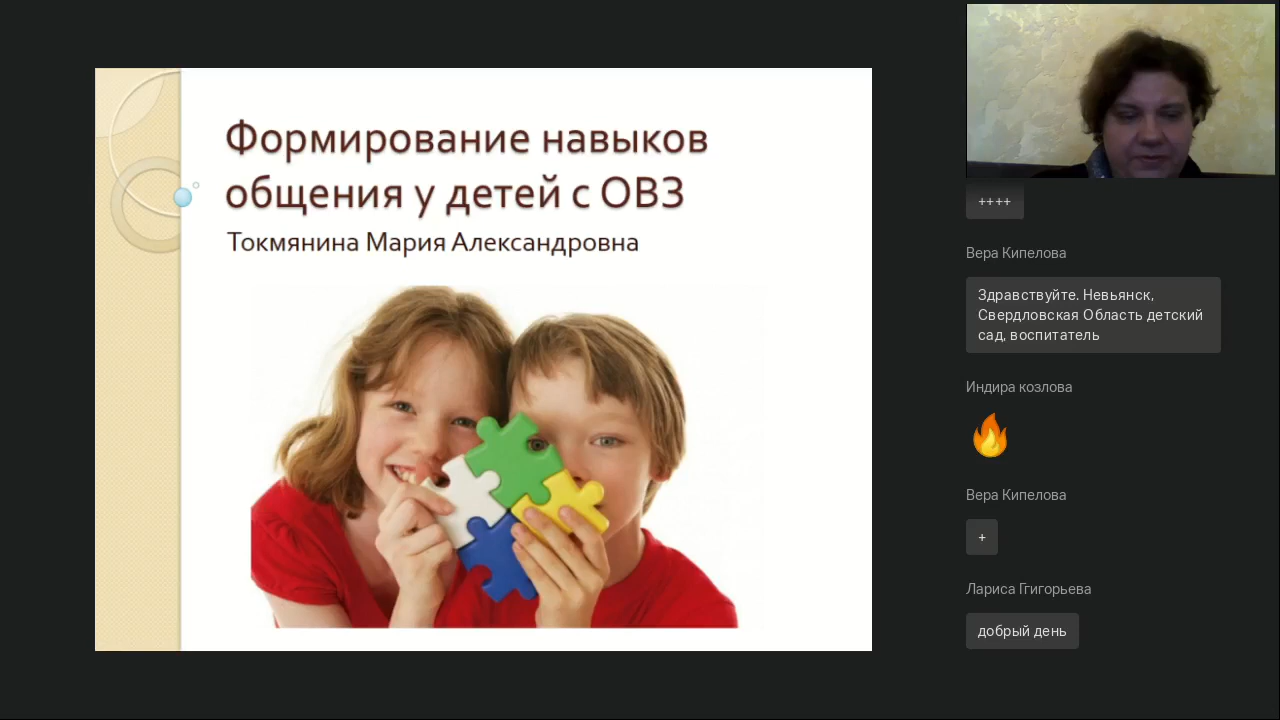 Формирование навыков
общения у детей с ОВЗ
Токмянина Мария Александровна
++++
Вера Кипелова
Здравствуйте. Невьянск,
Свердловская Область детский
сад, воспитатель
Индира козлова
Вера Кипелова
+
Лариса Ггигорьева
добрый день